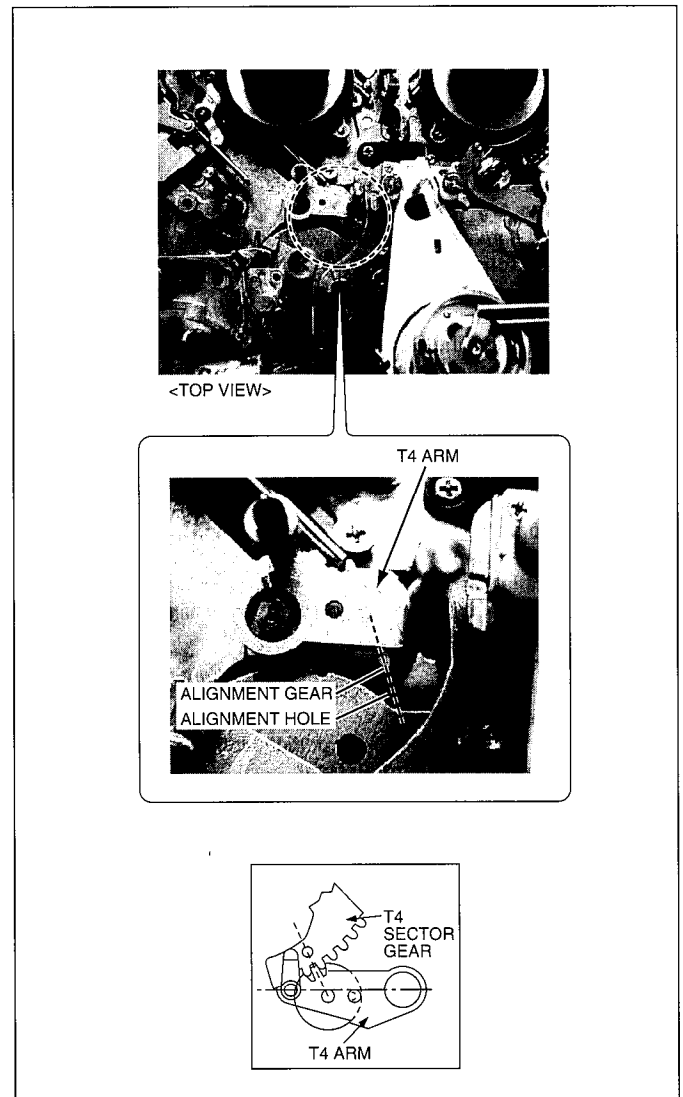 <TOP VIEW>
T4 ARM
ALIGNMENT GEAR
ALIGNMENT HOLE
T4
SECTOR
GEAR
T4 ARM